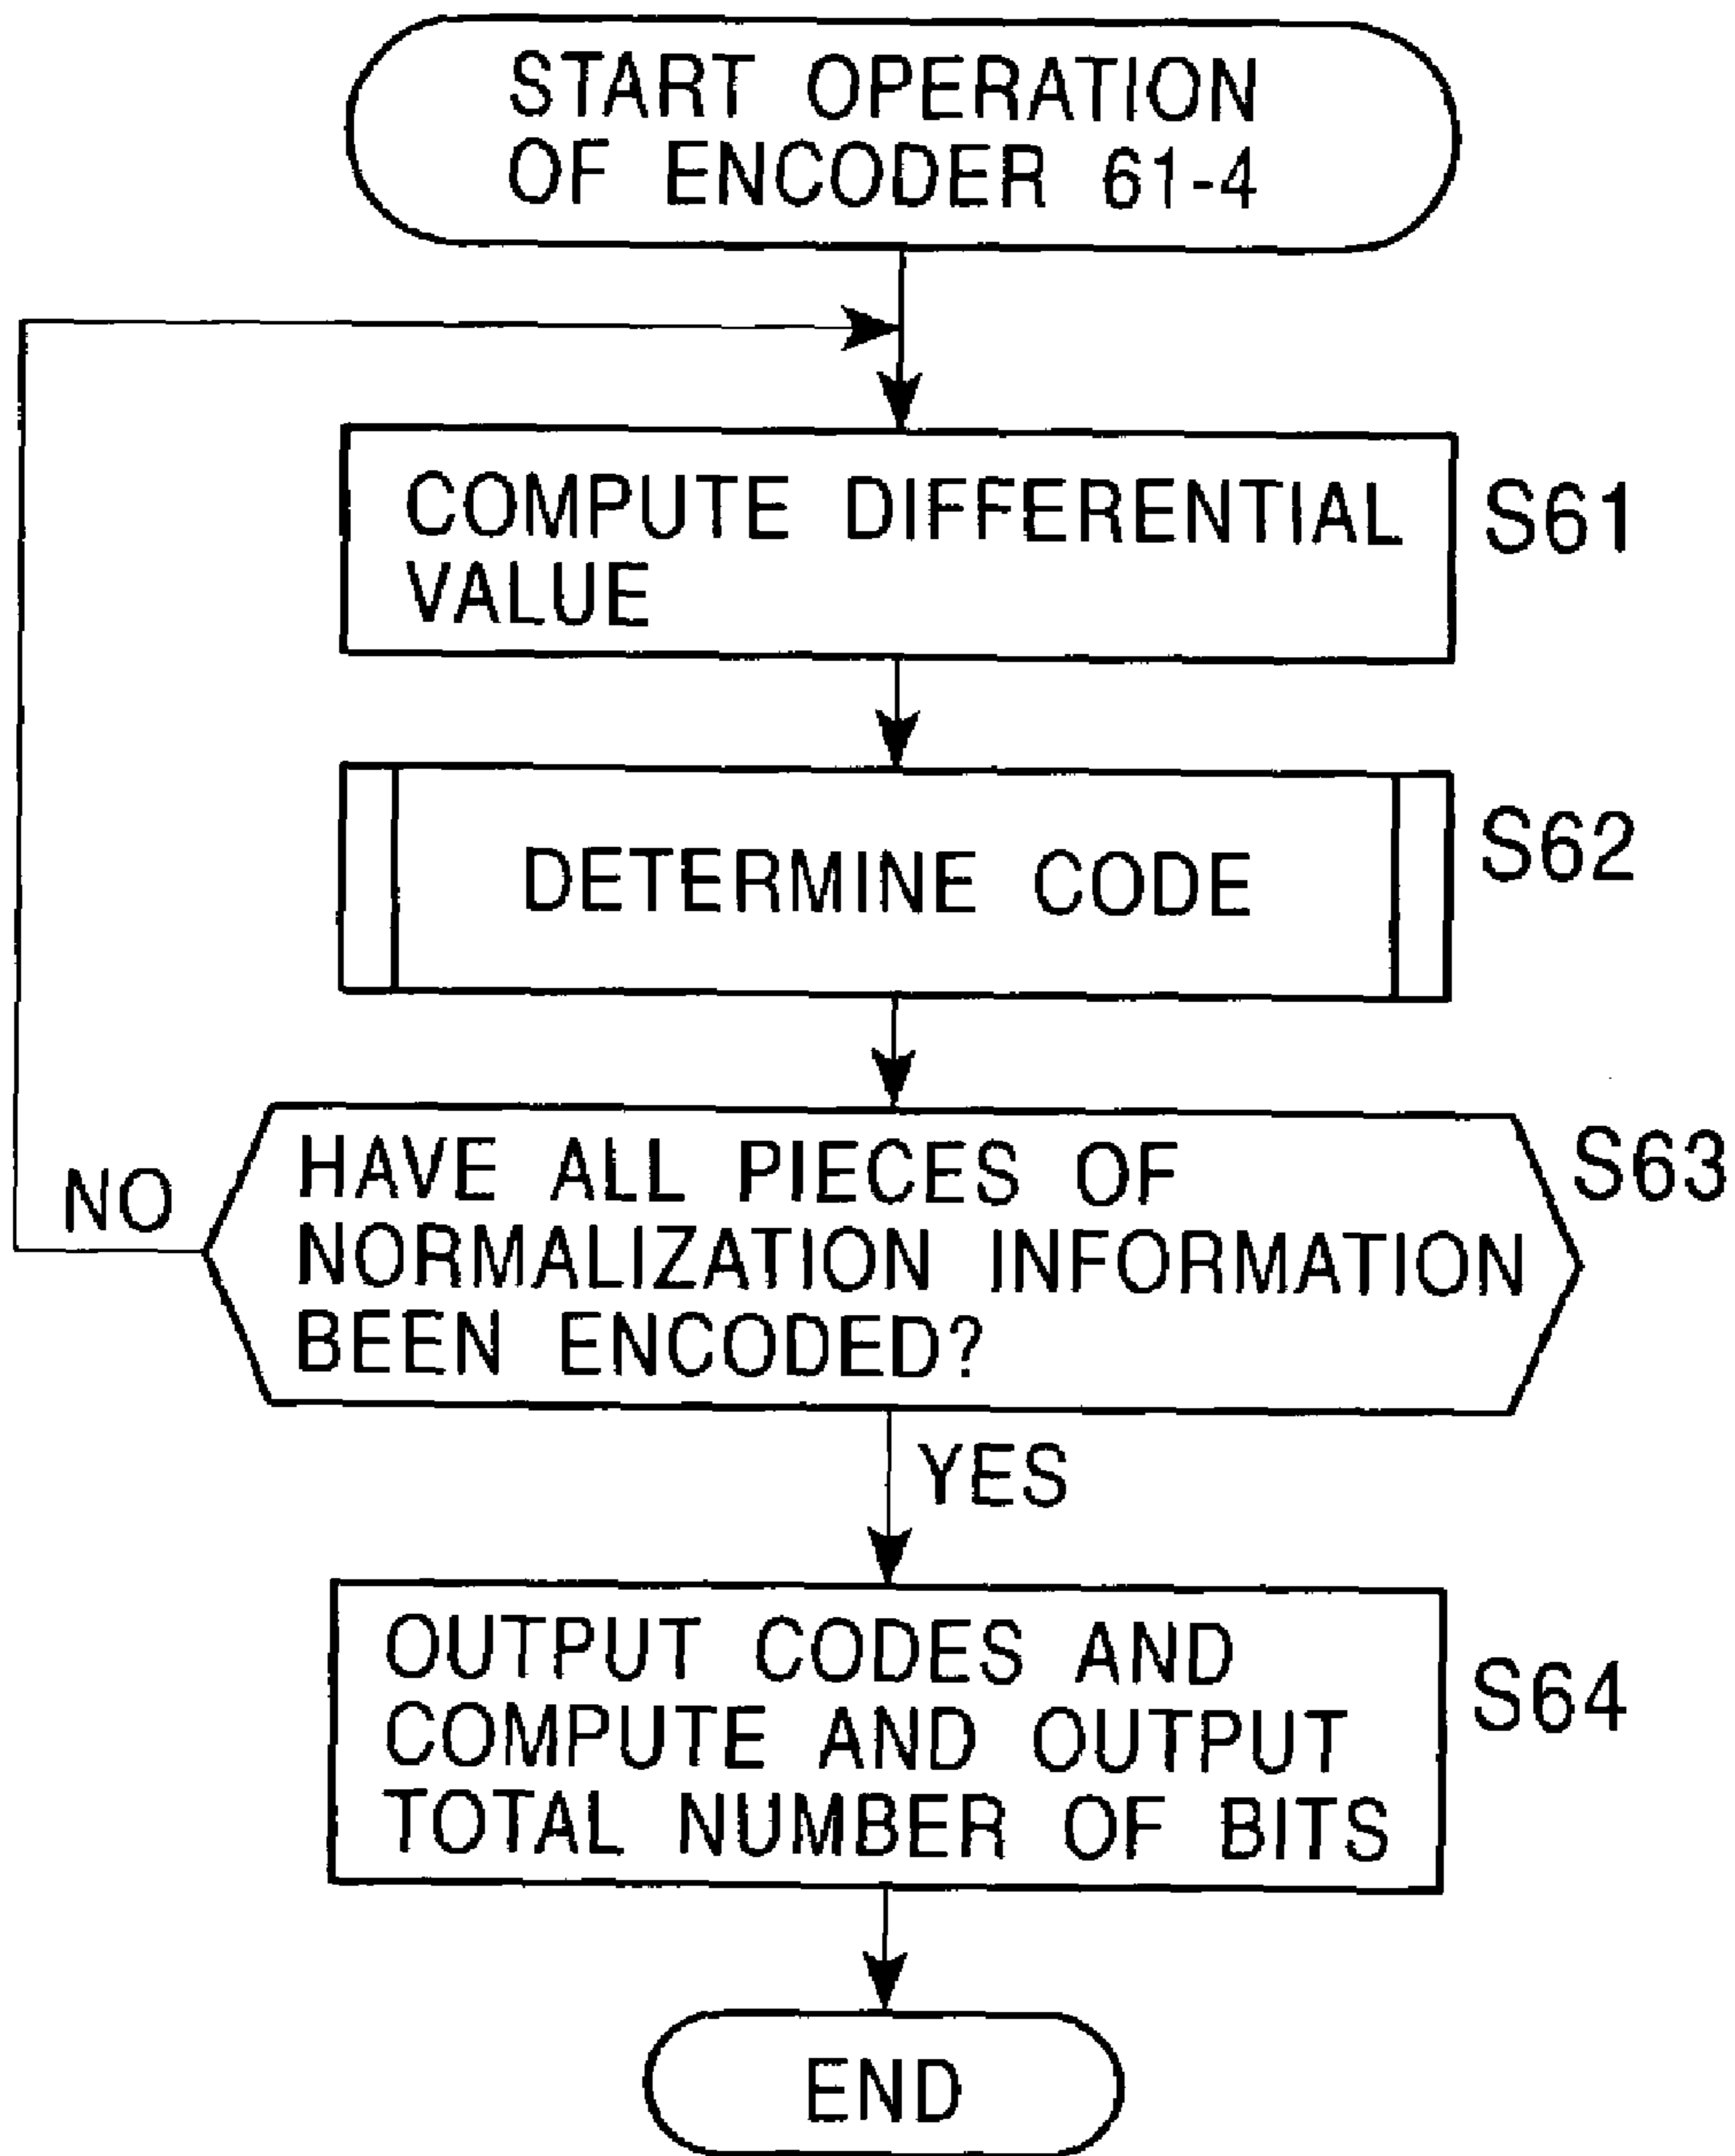 START OPERATION
OF ENCODER 61-4
COMPUTE DIFFERENTIAL
VALUE
S61
DETERMINE CODE
S62
HAVE ALL PIECES OF
NORMALIZATION INFORMATION
BEEN ENCODED?
S63
NO
YES
OUTPUT CODES AND
COMPUTE AND OUTPUT
TOTAL NUMBER OF BITS
S64
END